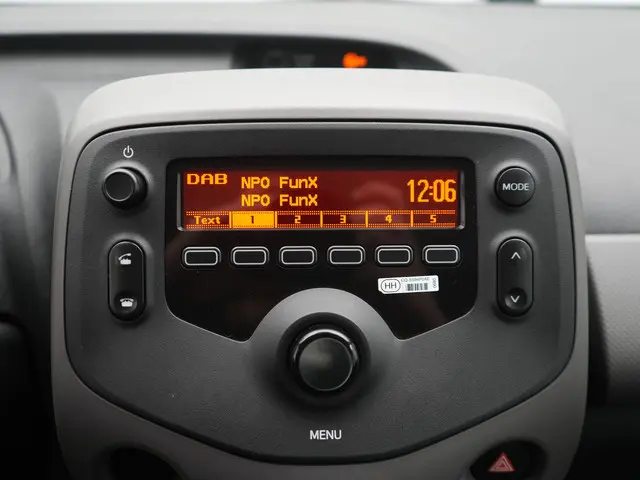 DAB NPO FunX 12:06
NPO FunX
Text 1 2 3 4 5
MODE
HH
MENU